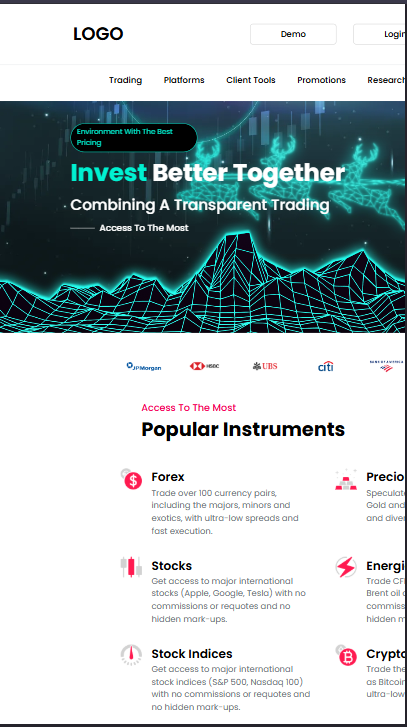 LOGO
Demo
Login
Trading Platforms Client Tools Promotions Research
Environment With The Best
Pricing
Invest Better Together
Combining A Transparent Trading
Access To The Most
J.P.Morgan HSBC UBS citi BANK OF AMERICA
Access To The Most
Popular Instruments
Forex
Trade over 100 currency pairs,
including the majors, minors and
exotics, with ultra-low spreads and
fast execution.
Precio
Speculate
Gold and
and diver
Stocks
Get access to major international
stocks (Apple, Google, Tesla) with no
commissions or requotes and no
hidden mark-ups.
Energi
Trade CF
Brent oil
commiss
hidden m
Stock Indices
Get access to major international
stock indices (S&P 500, Nasdaq 100)
with no commissions or requotes and
no hidden mark-ups.
Crypto
Trade the
as Bitcoin
ultra-low